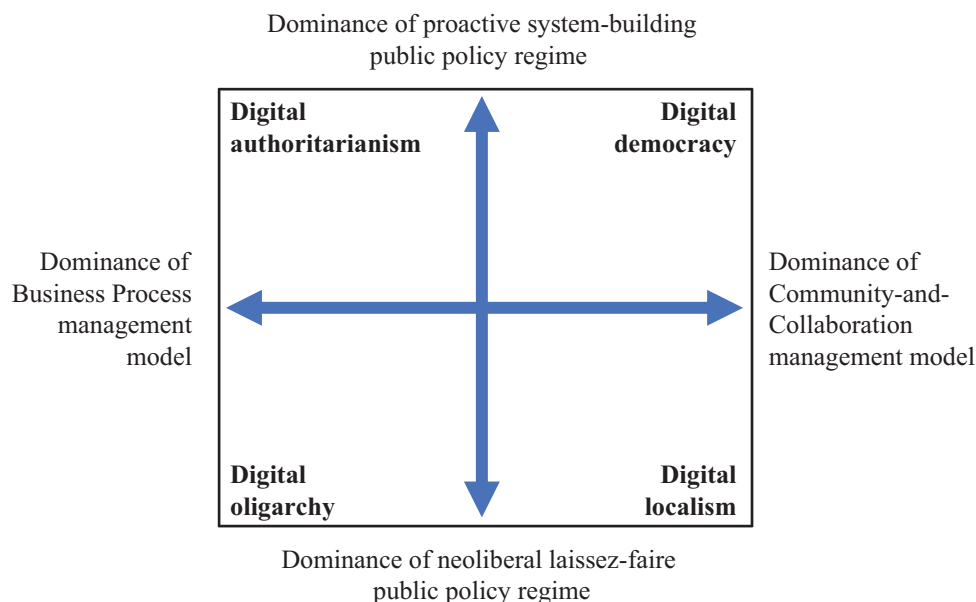 Dominance of proactive system-building
public policy regime
Digital
authoritarianism
Digital
democracy
Dominance of
Business Process
management
model
Dominance of
Community-and-
Collaboration
management model
Digital
oligarchy
Digital
localism
Dominance of neoliberal laissez-faire
public policy regime